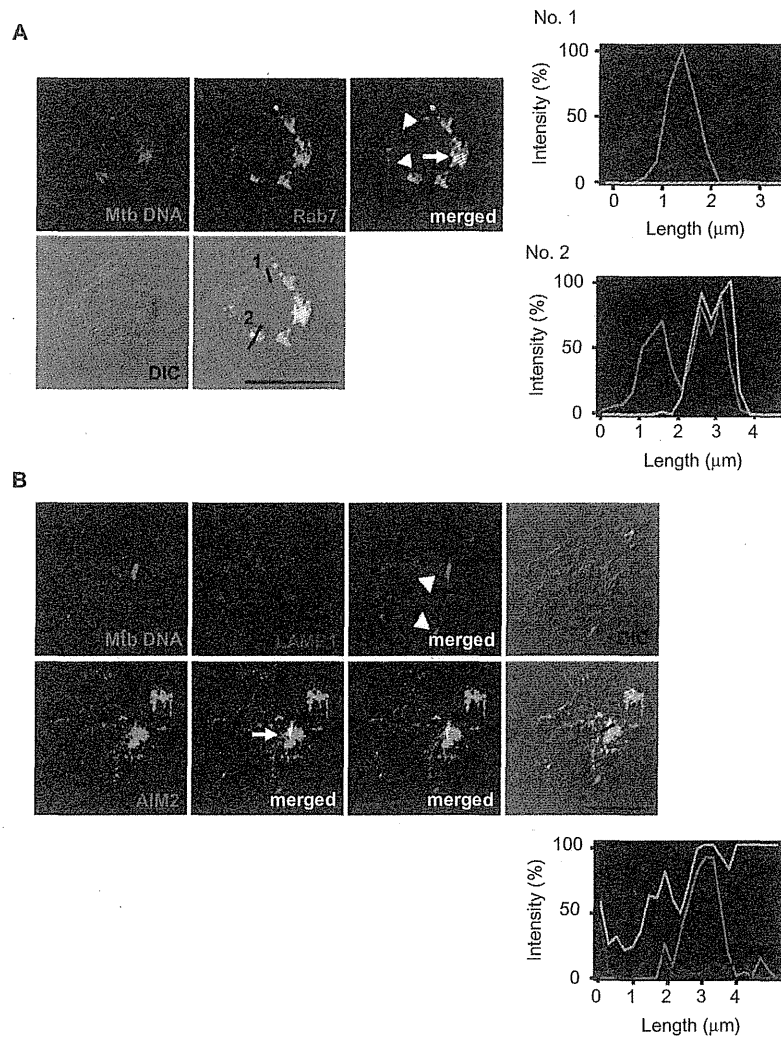 A
No. 1
Intensity (%)
100
50
0
0 1 2 3
Length (μm)
Mtb DNA
Rab7
merged
DIC
1
2
No. 2
Intensity (%)
100
50
0
0 1 2 3 4
Length (μm)
B
Mtb DNA
LAMP1
merged
DIC
AIM2
merged
merged
Intensity (%)
100
50
0
0 1 2 3 4
Length (μm)